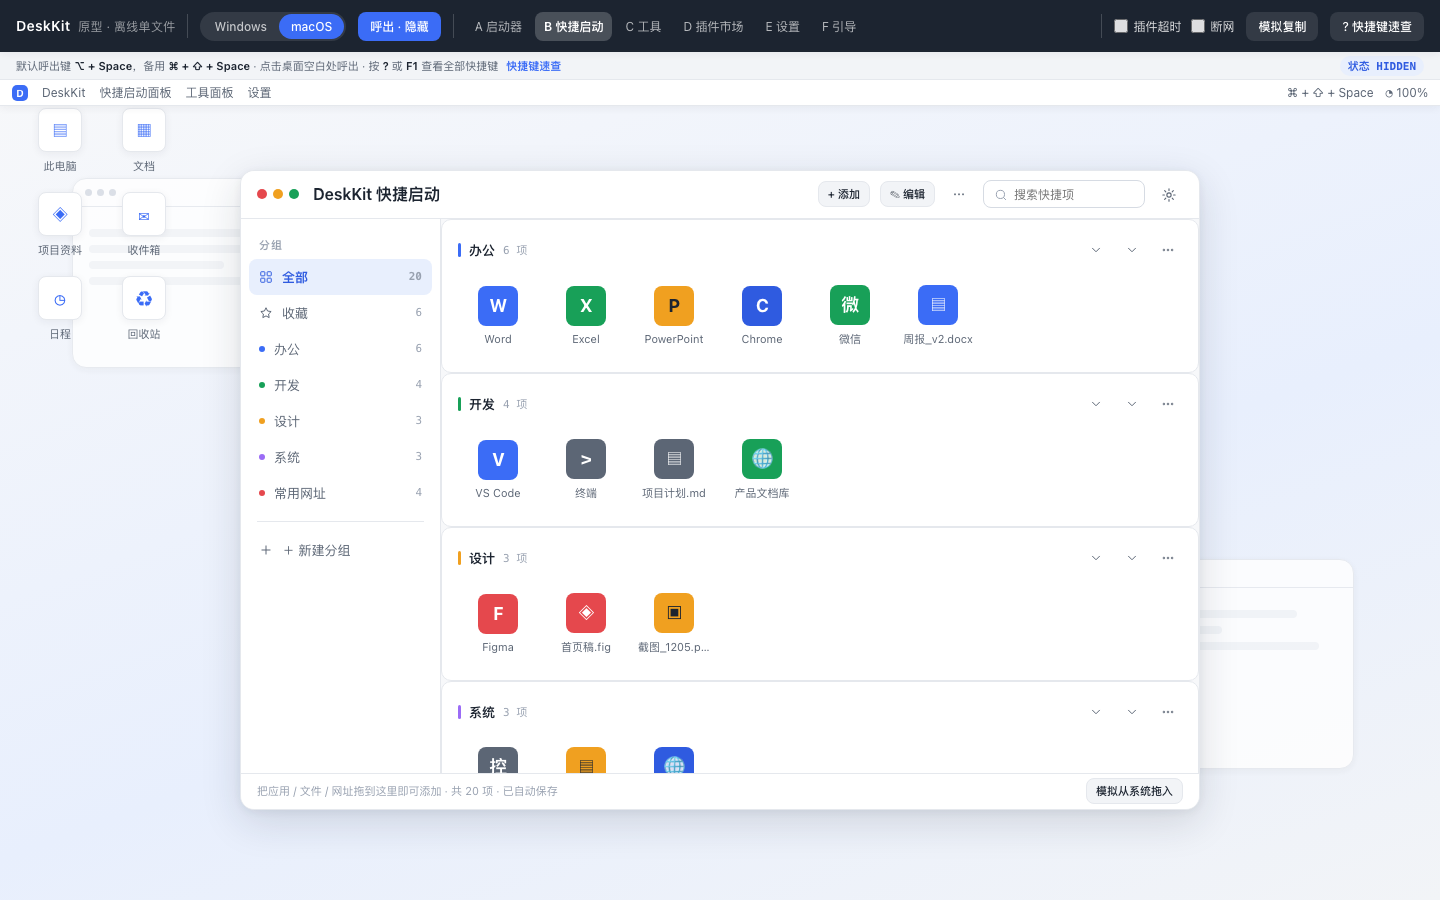 DeskKit 原型 · 离线单文件 Windows macOS 呼出 · 隐藏 A 启动器 B 快捷启动 C 工具 D 插件市场 E 设置 F 引导 插件超时 断网 模拟复制 ? 快捷键速查
默认呼出键 ⌥ + Space，备用 ⌘ + ⇧ + Space · 点击桌面空白处呼出 · 按 ? 或 F1 查看全部快捷键 快捷键速查 状态 HIDDEN
D DeskKit 快捷启动面板 工具面板 设置 ⌘ + ⇧ + Space ◔ 100%
此电脑 文档
项目资料 收件箱
日程 回收站
DeskKit 快捷启动 + 添加 ✎ 编辑 ··· 搜索快捷项
分组
全部 20
收藏 6
办公 6
开发 4
设计 3
系统 3
常用网址 4
+ + 新建分组
办公 6 项
W X P C 微
Word Excel PowerPoint Chrome 微信 周报_v2.docx
开发 4 项
V >
VS Code 终端 项目计划.md 产品文档库
设计 3 项
F
Figma 首页稿.fig 截图_1205.p...
系统 3 项
控
把应用 / 文件 / 网址拖到这里即可添加 · 共 20 项 · 已自动保存 模拟从系统拖入